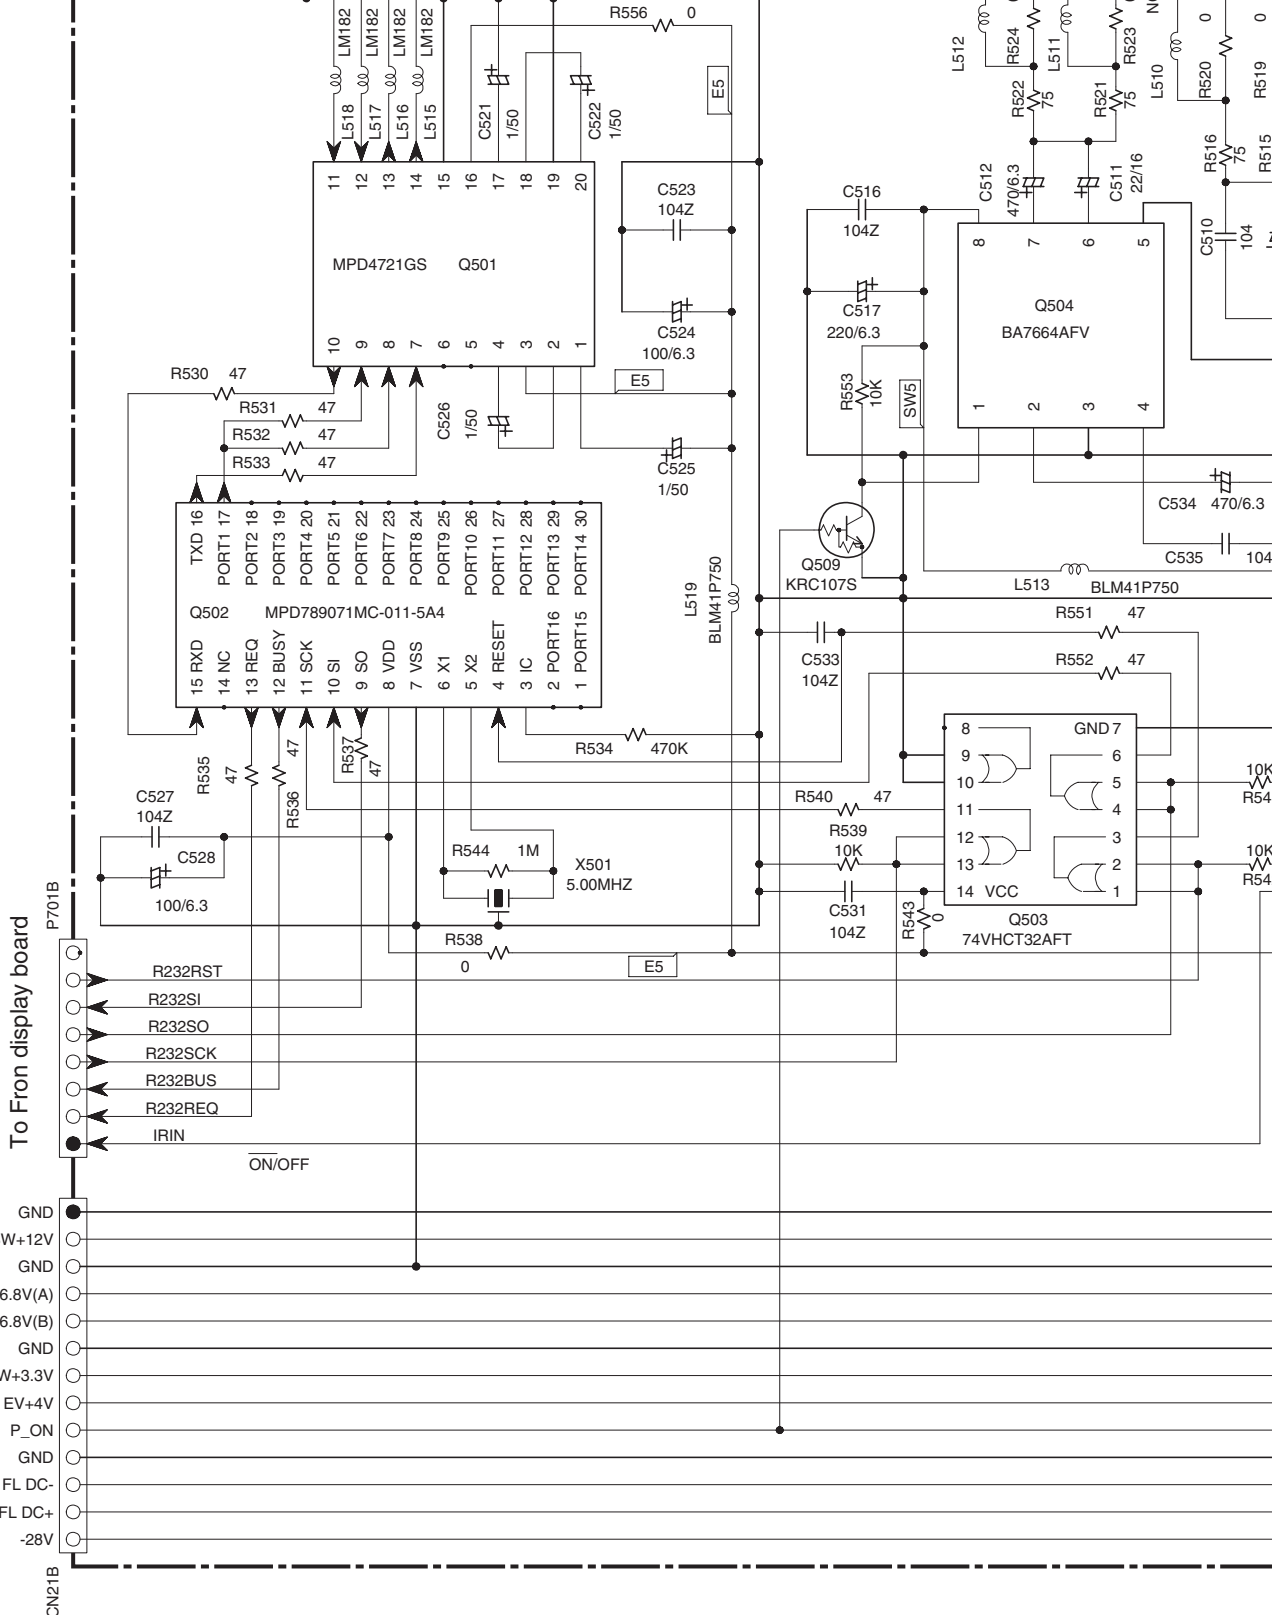 R556 0
LM182
LM182
LM182
LM182
L518
L517
L516
L515
C521
1/50
C522
1/50
E5
L512
R524
L511
R523
L510
0
R520
0
R519
R522
75
R521
75
R516
75
R515
C512
470/6.3
C511
22/16
C510
104
11 12 13 14 15 16 17 18 19 20
MPD4721GS Q501
10 9 8 7 6 5 4 3 2 1
C523
104Z
C524
100/6.3
E5
C516
104Z
C517
220/6.3
R553
10K
SW5
8 7 6 5
Q504
BA7664AFV
1 2 3 4
R530 47
R531 47
R532 47
R533 47
C526
1/50
C525
1/50
C534 470/6.3
C535 104
Q509
KRC107S
L513 BLM41P750
L519
BLM41P750
TXD 16
PORT1 17
PORT2 18
PORT3 19
PORT4 20
PORT5 21
PORT6 22
PORT7 23
PORT8 24
PORT9 25
PORT10 26
PORT11 27
PORT12 28
PORT13 29
PORT14 30
Q502 MPD789071MC-011-5A4
15 RXD
14 NC
13 REQ
12 BUSY
11 SCK
10 SI
9 SO
8 VDD
7 VSS
6 X1
5 X2
4 RESET
3 IC
2 PORT16
1 PORT15
R551 47
C533
104Z
R552 47
R534 470K
R535
47
R536
47
R537
47
8 GND 7
9 6
10 5
11 4
12 3
13 2
14 VCC 1
Q503
74VHCT32AFT
10K
R54
10K
R54
R540 47
R539
10K
C531
104Z
R543
0
C527
104Z
C528
100/6.3
R544 1M
X501
5.00MHZ
R538
0
E5
P701B
To Fron display board
R232RST
R232SI
R232SO
R232SCK
R232BUS
R232REQ
IRIN
ON/OFF
GND
W+12V
GND
6.8V(A)
6.8V(B)
GND
W+3.3V
EV+4V
P_ON
GND
FL DC-
FL DC+
-28V
CN21B